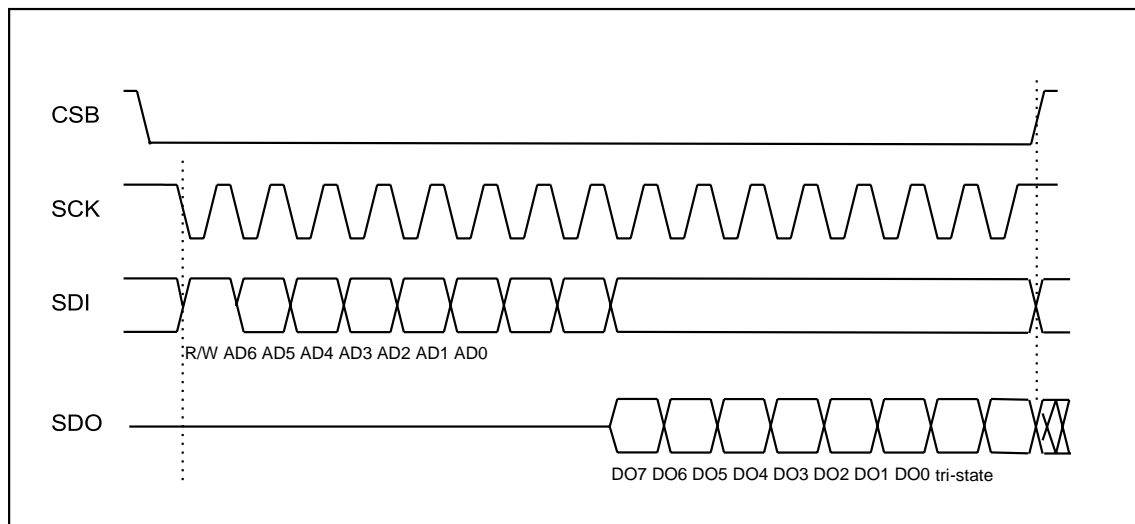 CSB
SCK
SDI
R/W AD6 AD5 AD4 AD3 AD2 AD1 AD0
SDO
DO7 DO6 DO5 DO4 DO3 DO2 DO1 DO0 tri-state